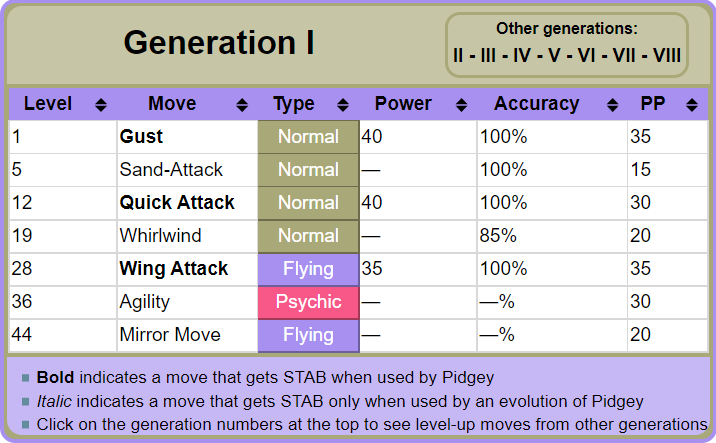 Generation I
Other generations:
II - III - IV - V - VI - VII - VIII
Level Move Type Power Accuracy PP
1 Gust Normal 40 100% 35
5 Sand-Attack Normal — 100% 15
12 Quick Attack Normal 40 100% 30
19 Whirlwind Normal — 85% 20
28 Wing Attack Flying 35 100% 35
36 Agility Psychic — —% 30
44 Mirror Move Flying — —% 20
Bold indicates a move that gets STAB when used by Pidgey
Italic indicates a move that gets STAB only when used by an evolution of Pidgey
Click on the generation numbers at the top to see level-up moves from other generations